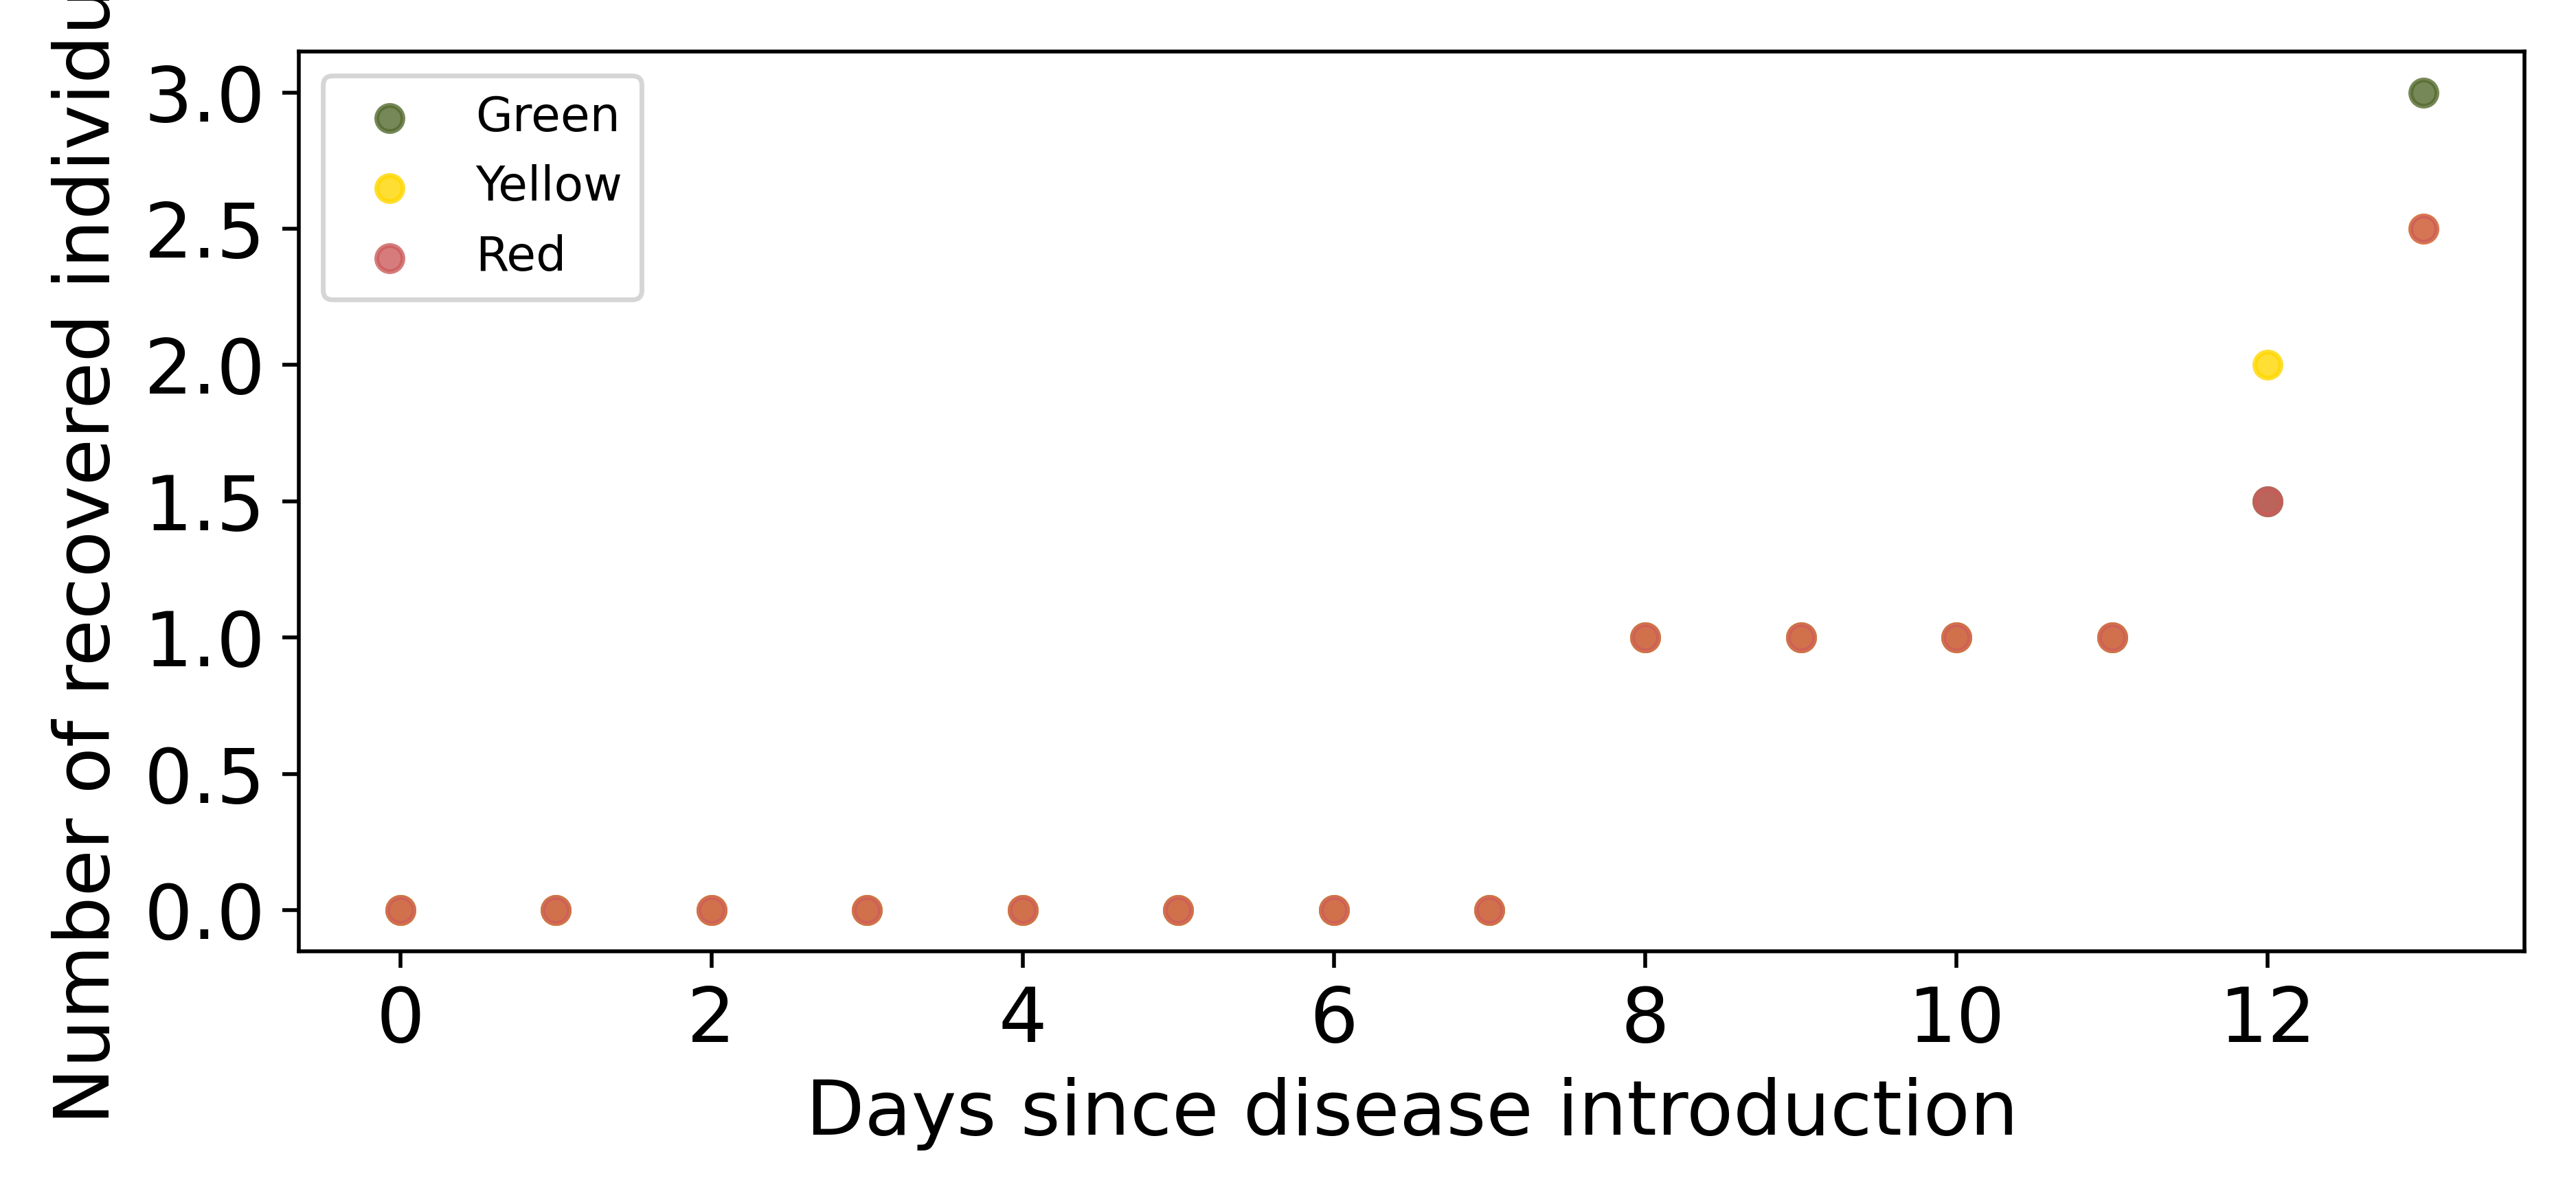 Number of recovered individu
3.0
2.5
2.0
1.5
1.0
0.5
0.0
Green
Yellow
Red
0 2 4 6 8 10 12
Days since disease introduction